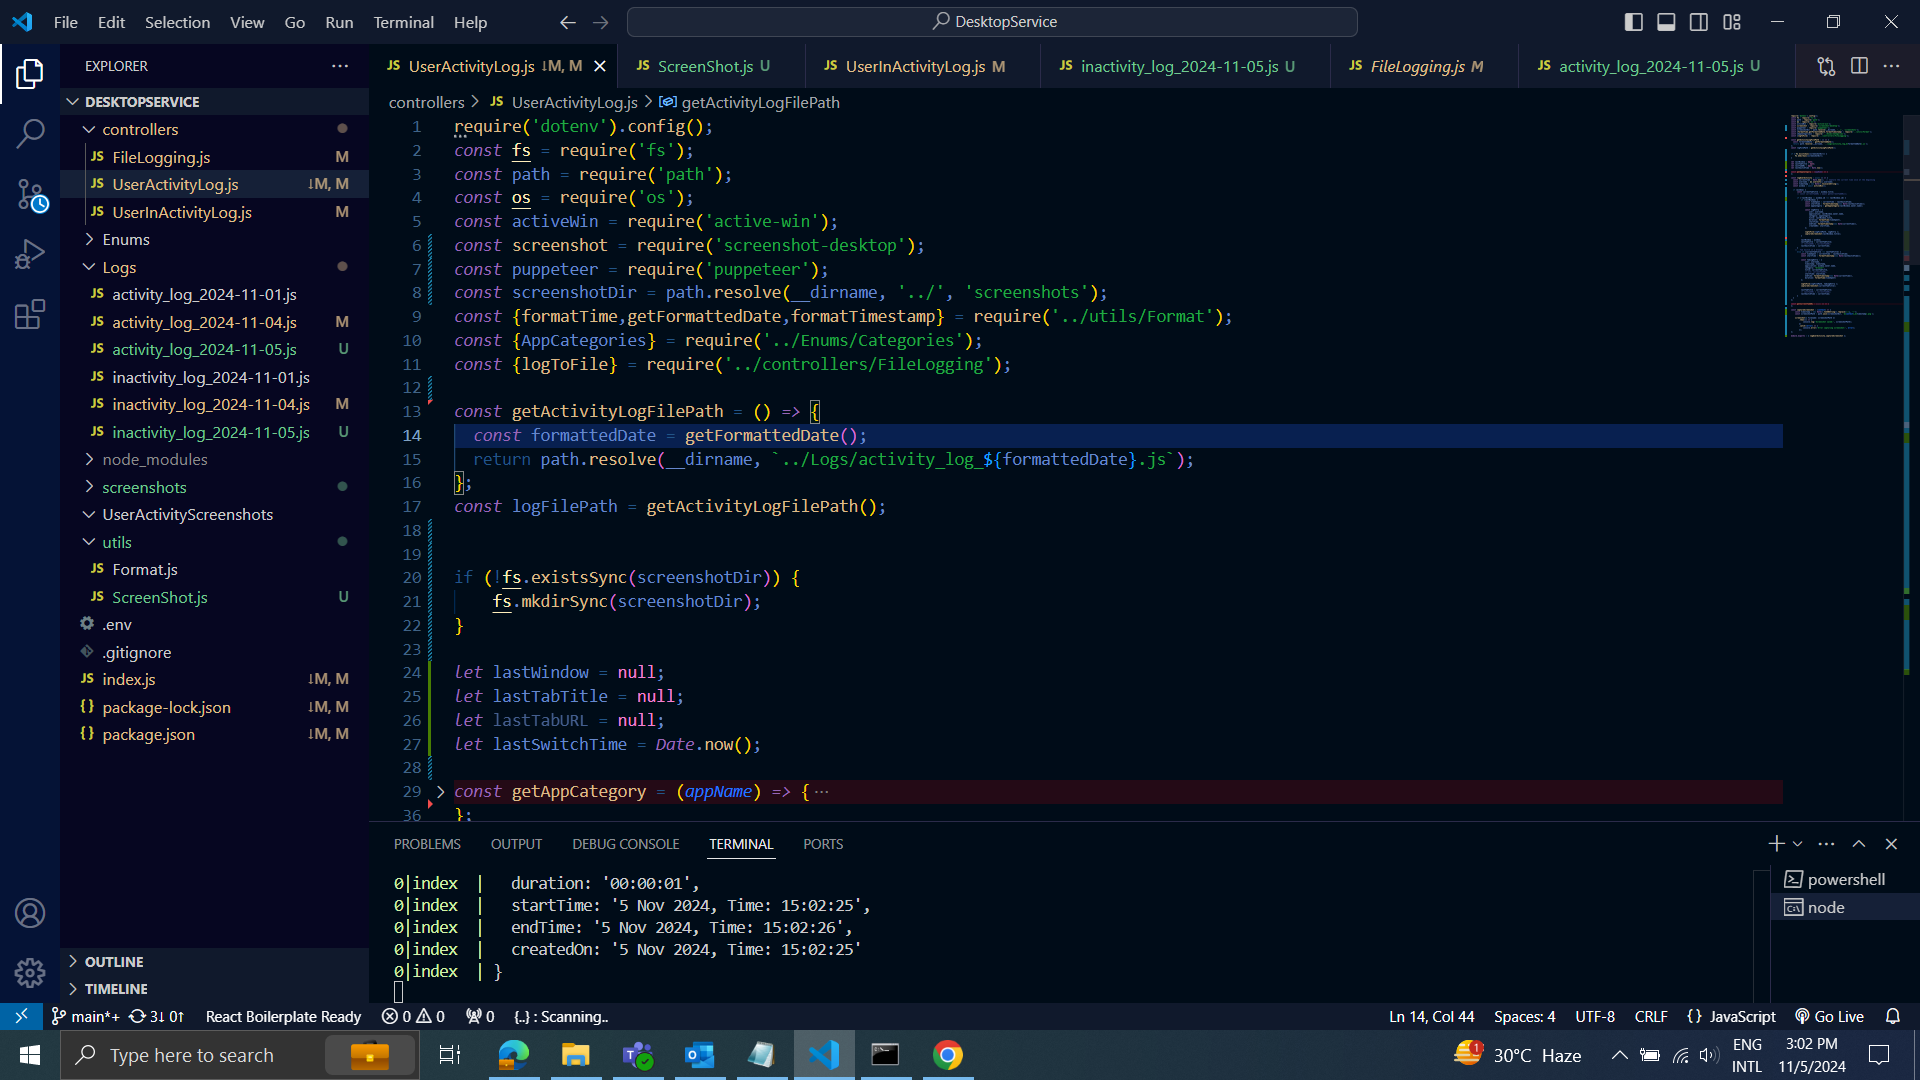 File Edit Selection View Go Run Terminal Help
DesktopService
EXPLORER
DESKTOPSERVICE
controllers
JS FileLogging.js M
JS UserActivityLog.js ↓M, M
JS UserInActivityLog.js M
Enums
Logs
JS activity_log_2024-11-01.js
JS activity_log_2024-11-04.js M
JS activity_log_2024-11-05.js U
JS inactivity_log_2024-11-01.js
JS inactivity_log_2024-11-04.js M
JS inactivity_log_2024-11-05.js U
node_modules
screenshots
UserActivityScreenshots
utils
JS Format.js
JS ScreenShot.js U
.env
.gitignore
JS index.js ↓M, M
{} package-lock.json ↓M, M
{} package.json ↓M, M
OUTLINE
TIMELINE
JS UserActivityLog.js ↓M, M
JS ScreenShot.js U
JS UserInActivityLog.js M
JS inactivity_log_2024-11-05.js U
JS FileLogging.js M
JS activity_log_2024-11-05.js U
controllers > JS UserActivityLog.js > getActivityLogFilePath
1 require('dotenv').config();
2 const fs = require('fs');
3 const path = require('path');
4 const os = require('os');
5 const activeWin = require('active-win');
6 const screenshot = require('screenshot-desktop');
7 const puppeteer = require('puppeteer');
8 const screenshotDir = path.resolve(__dirname, '../', 'screenshots');
9 const {formatTime,getFormattedDate,formatTimestamp} = require('../utils/Format');
10 const {AppCategories} = require('../Enums/Categories');
11 const {logToFile} = require('../controllers/FileLogging');
12
13 const getActivityLogFilePath = () => {
14 const formattedDate = getFormattedDate();
15 return path.resolve(__dirname, `../Logs/activity_log_${formattedDate}.js`);
16 };
17 const logFilePath = getActivityLogFilePath();
18
19
20 if (!fs.existsSync(screenshotDir)) {
21 fs.mkdirSync(screenshotDir);
22 }
23
24 let lastWindow = null;
25 let lastTabTitle = null;
26 let lastTabURL = null;
27 let lastSwitchTime = Date.now();
28
29 const getAppCategory = (appName) => { ···
36 };
PROBLEMS OUTPUT DEBUG CONSOLE TERMINAL PORTS
0|index | duration: '00:00:01',
0|index | startTime: '5 Nov 2024, Time: 15:02:25',
0|index | endTime: '5 Nov 2024, Time: 15:02:26',
0|index | createdOn: '5 Nov 2024, Time: 15:02:25'
0|index | }
powershell
node
main*+ 3↓ 0↑ React Boilerplate Ready 0 0 0 {..} : Scanning.. Ln 14, Col 44 Spaces: 4 UTF-8 CRLF {} JavaScript Go Live
Type here to search
1 30°C Haze
ENG
INTL
3:02 PM
11/5/2024